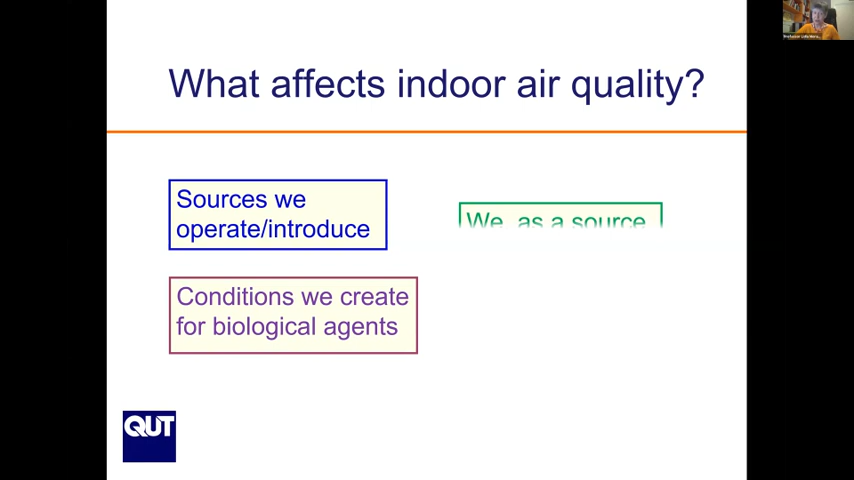 What affects indoor air quality?
Sources we
operate/introduce
We as a source
Conditions we create
for biological agents
QUT